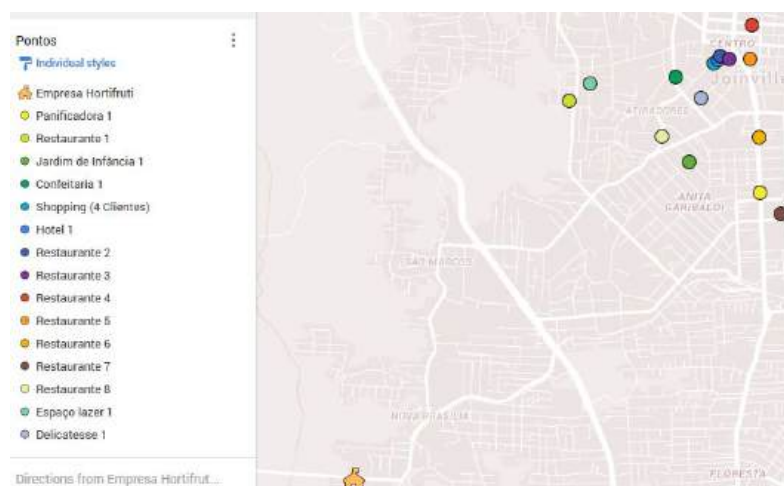 Pontos
Individual styles
Empresa Hortifruti
Panificadora 1
Restaurante 1
Jardim de Infância 1
Confeitaria 1
Shopping (4 Clientes)
Hotel 1
Restaurante 2
Restaurante 3
Restaurante 4
Restaurante 5
Restaurante 6
Restaurante 7
Restaurante 8
Espaço lazer 1
Delicatesse 1
Directions from Empresa Hortifrut...
CENTRO
Joinville
ATIRADORES
ANITA
GARIBALDI
SÃO MARCOS
NOVA BRASÍLIA
FLORESTA